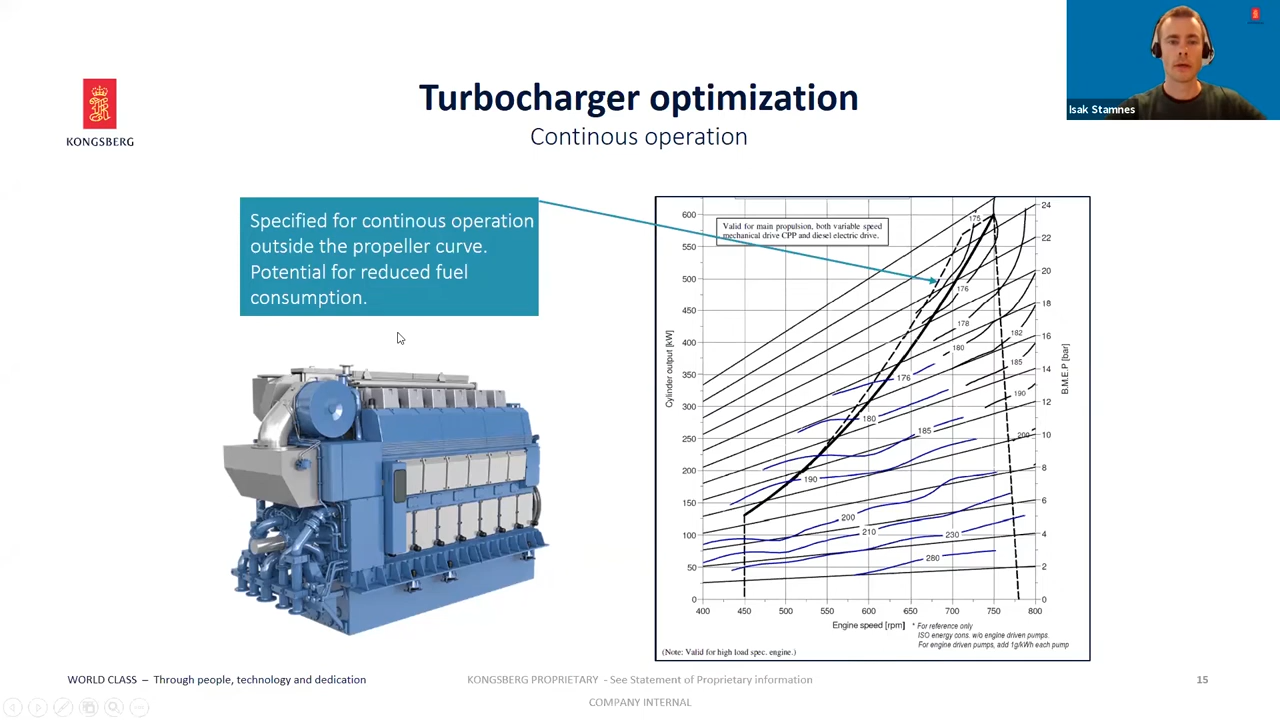 Isak Stamnes
KONGSBERG
Turbocharger optimization
Continous operation
Specified for continous operation
outside the propeller curve.
Potential for reduced fuel
consumption.
Valid for main propulsion, both variable speed
mechanical drive CPP and diesel electric drive.
Cylinder output [kW]
600
550
500
450
400
350
300
250
200
150
100
50
0
175
176
178
180
182
185
190
200
176
180
185
190
200
210
230
280
24
22
20
18
16
14
12
10
8
6
4
2
0
B.M.E.P [bar]
400 450 500 550 600 650 700 750 800
Engine speed [rpm]
* For reference only
ISO energy cons. w/o engine driven pumps.
For engine driven pumps, add 1g/kWh each pump
(Note: Valid for high load spec. engine.)
WORLD CLASS – Through people, technology and dedication
KONGSBERG PROPRIETARY - See Statement of Proprietary information
15
COMPANY INTERNAL